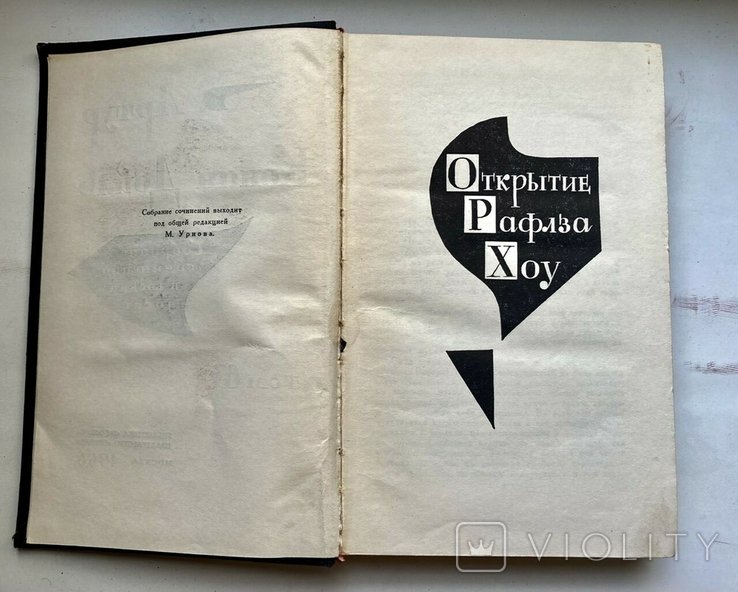 Собрание сочинений выходит
под общей редакцией
М. Урнова.
Открытие
Рафлза
Хоу
VIOLITY